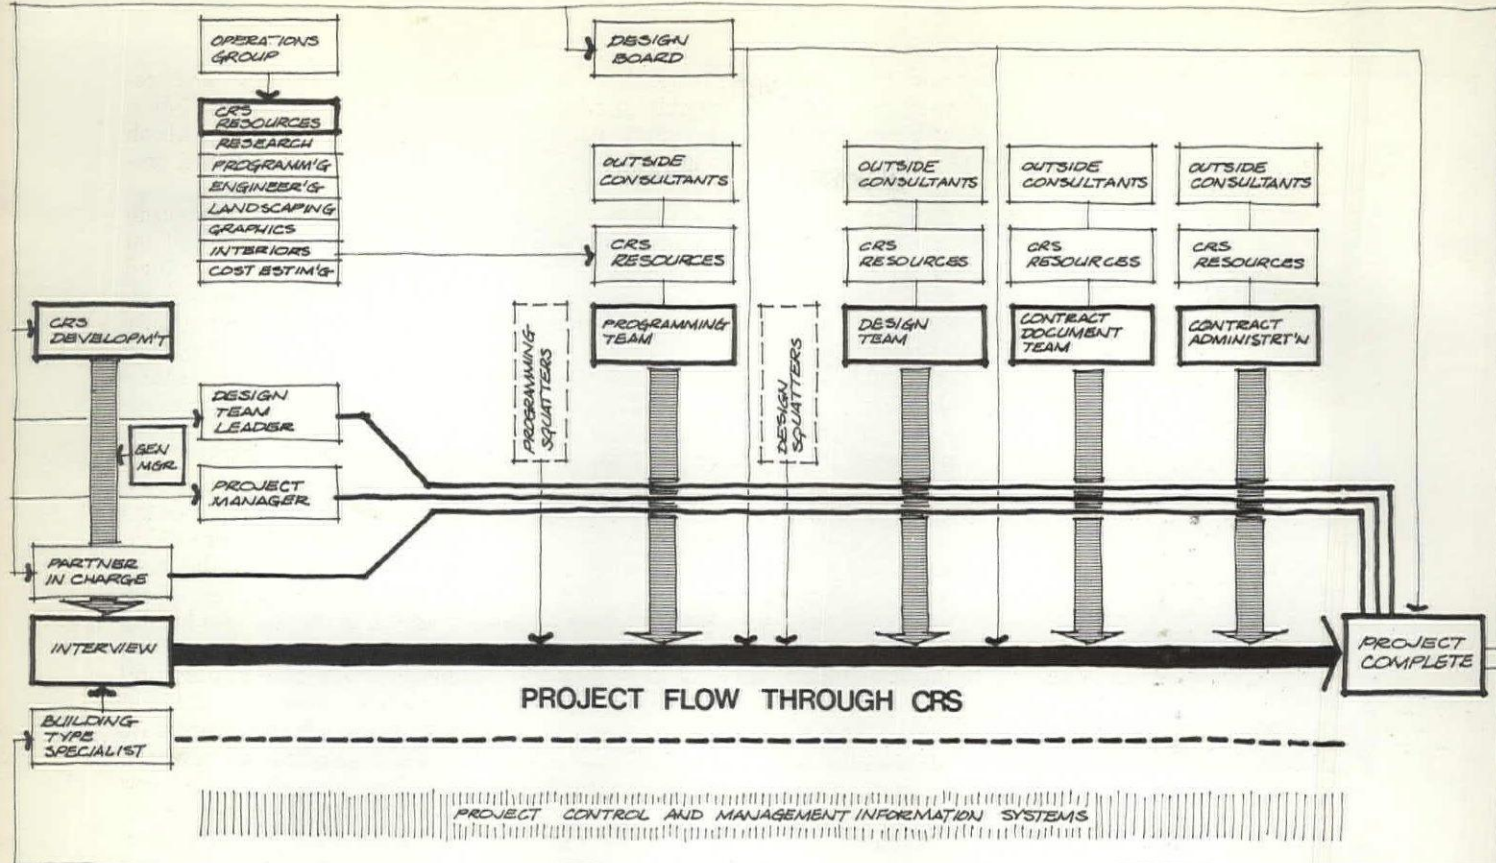 OPERATIONS
GROUP
CRS
RESOURCES
RESEARCH
PROGRAMM'G
ENGINEER'G
LANDSCAPING
GRAPHICS
INTERIORS
COST ESTIM'G
DESIGN
BOARD
OUTSIDE
CONSULTANTS
OUTSIDE
CONSULTANTS
OUTSIDE
CONSULTANTS
OUTSIDE
CONSULTANTS
CRS
RESOURCES
CRS
RESOURCES
CRS
RESOURCES
CRS
RESOURCES
CRS
DEVELOPM'T
PROGRAMMING
SQUATTERS
PROGRAMMING
TEAM
DESIGN
SQUATTERS
DESIGN
TEAM
CONTRACT
DOCUMENT
TEAM
CONTRACT
ADMINISTRT'N
DESIGN
TEAM
LEADER
GEN
MGR
PROJECT
MANAGER
PARTNER
IN CHARGE
INTERVIEW
PROJECT
COMPLETE
PROJECT FLOW THROUGH CRS
BUILDING
TYPE
SPECIALIST
PROJECT CONTROL AND MANAGEMENT INFORMATION SYSTEMS